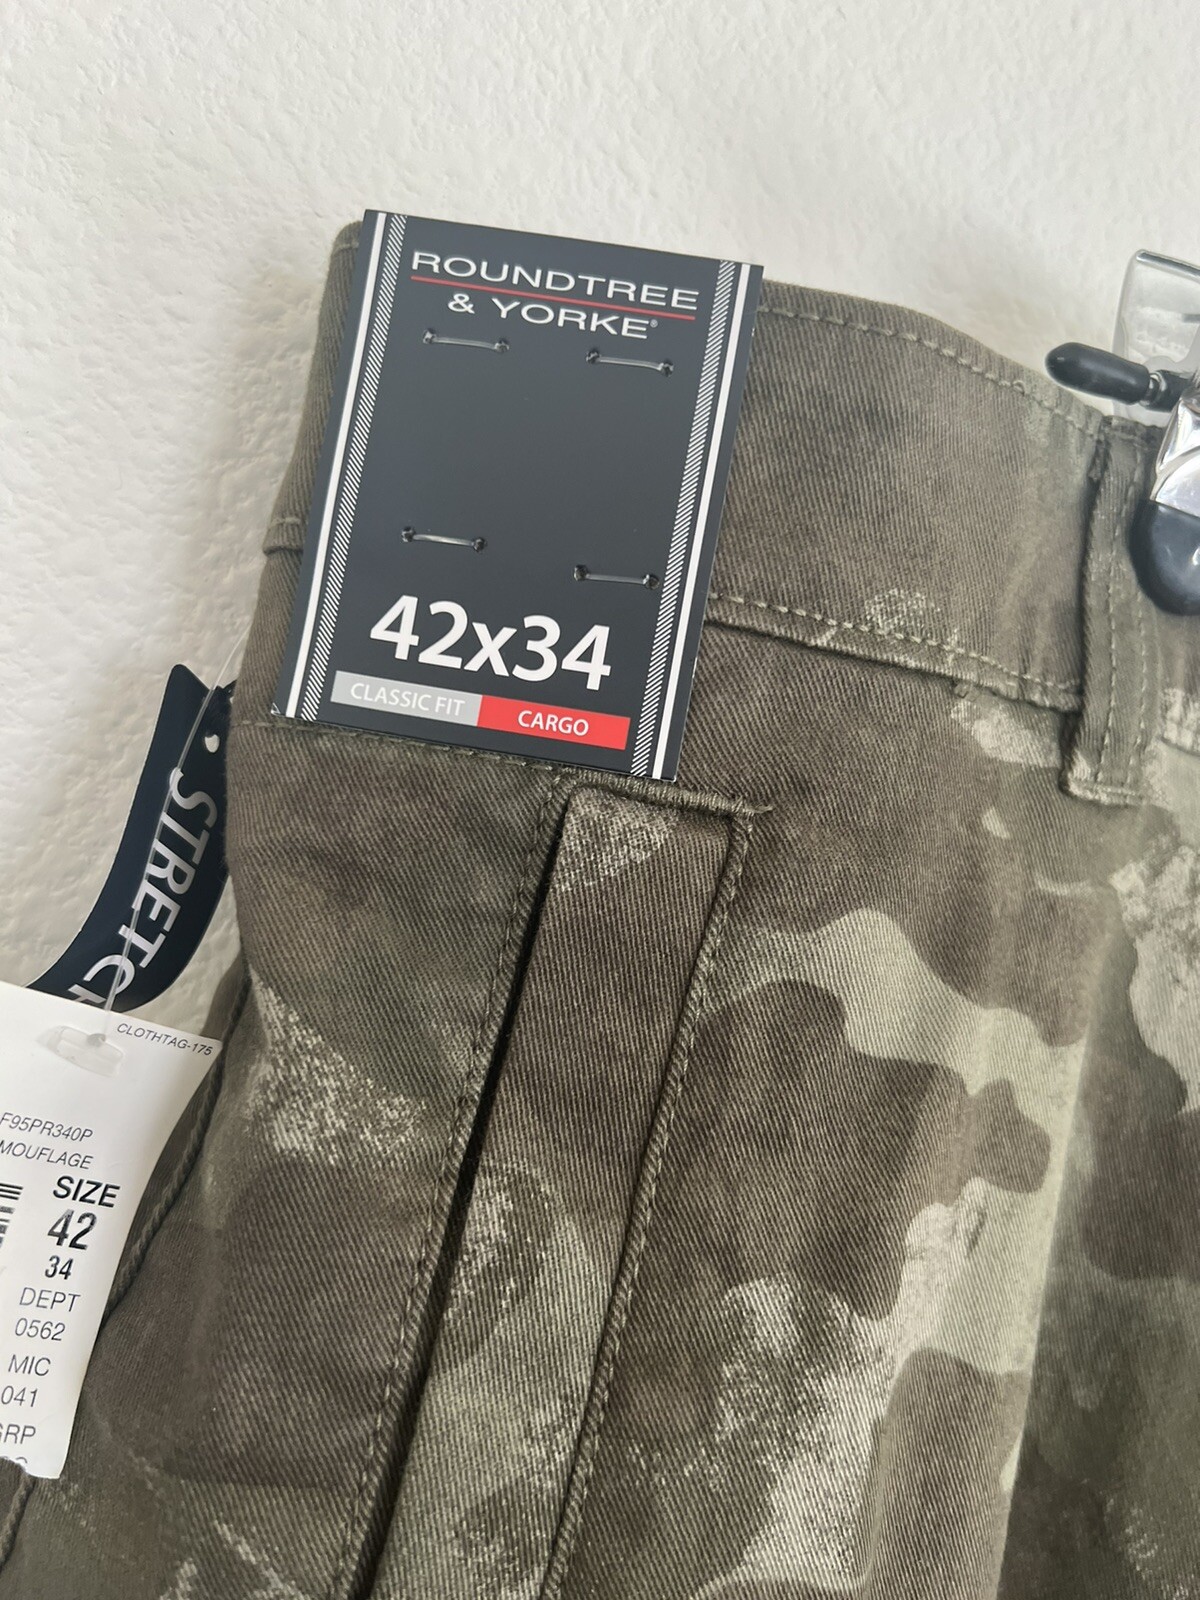 ROUNDTREE
& YORKE®
42x34
CLASSIC FIT CARGO
STRETCH
CLOTHTAG-175
F95PR340P
MOUFLAGE
SIZE
42
34
DEPT
0562
MIC
041
GRP